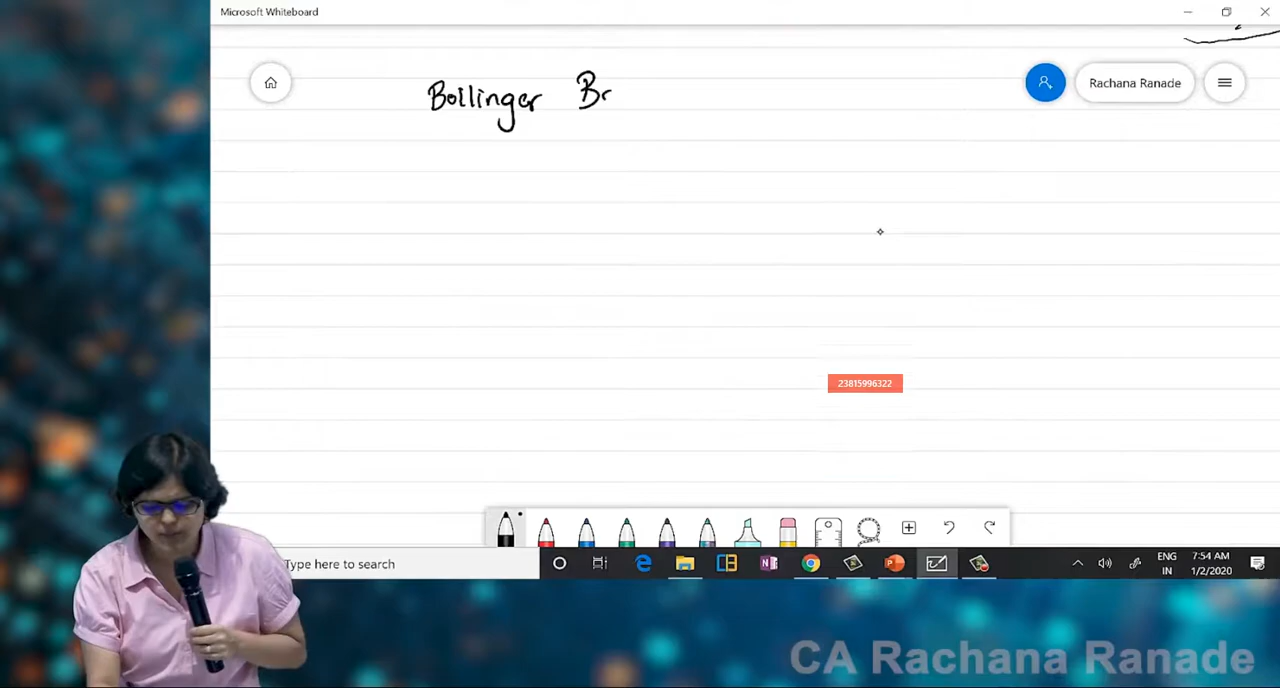 Microsoft Whiteboard
Bollinger Br
Rachana Ranade
23815996322
Type here to search
ENG
IN
7:54 AM
1/2/2020
CA Rachana Ranade